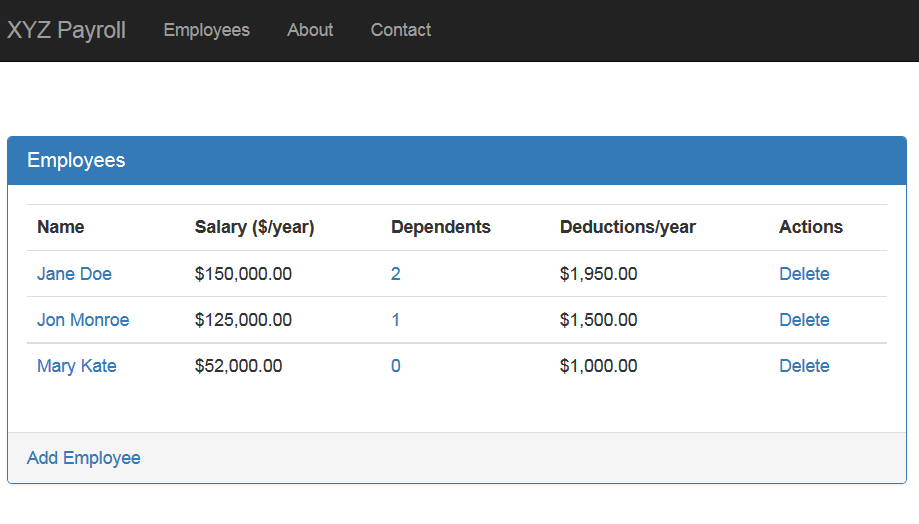 XYZ Payroll Employees About Contact
Employees
Name Salary ($/year) Dependents Deductions/year Actions
Jane Doe $150,000.00 2 $1,950.00 Delete
Jon Monroe $125,000.00 1 $1,500.00 Delete
Mary Kate $52,000.00 0 $1,000.00 Delete
Add Employee